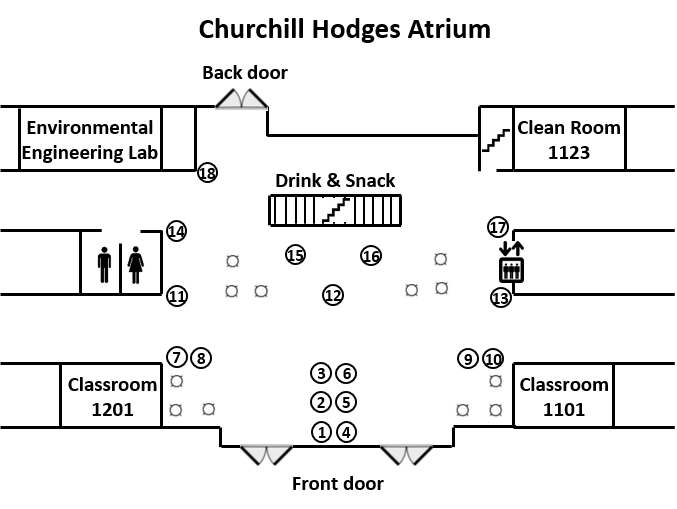 Churchill Hodges Atrium
Back door
Environmental
Engineering Lab
Clean Room
1123
18
Drink & Snack
14
17
15
16
11
12
13
7
8
9
10
3
6
Classroom
1201
Classroom
1101
2
5
1
4
Front door